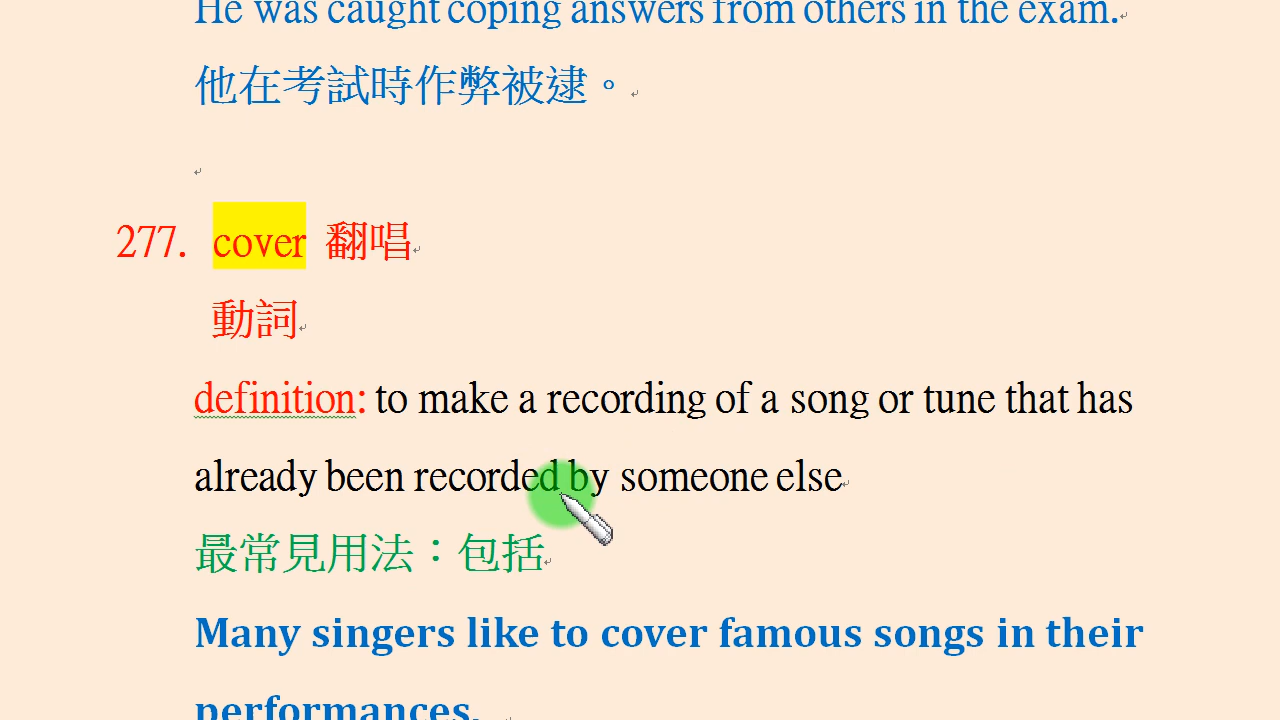 He was caught coping answers from others in the exam.
他在考試時作弊被逮。
277. cover 翻唱
動詞
definition: to make a recording of a song or tune that has
already been recorded by someone else
最常見用法：包括
Many singers like to cover famous songs in their
performances.